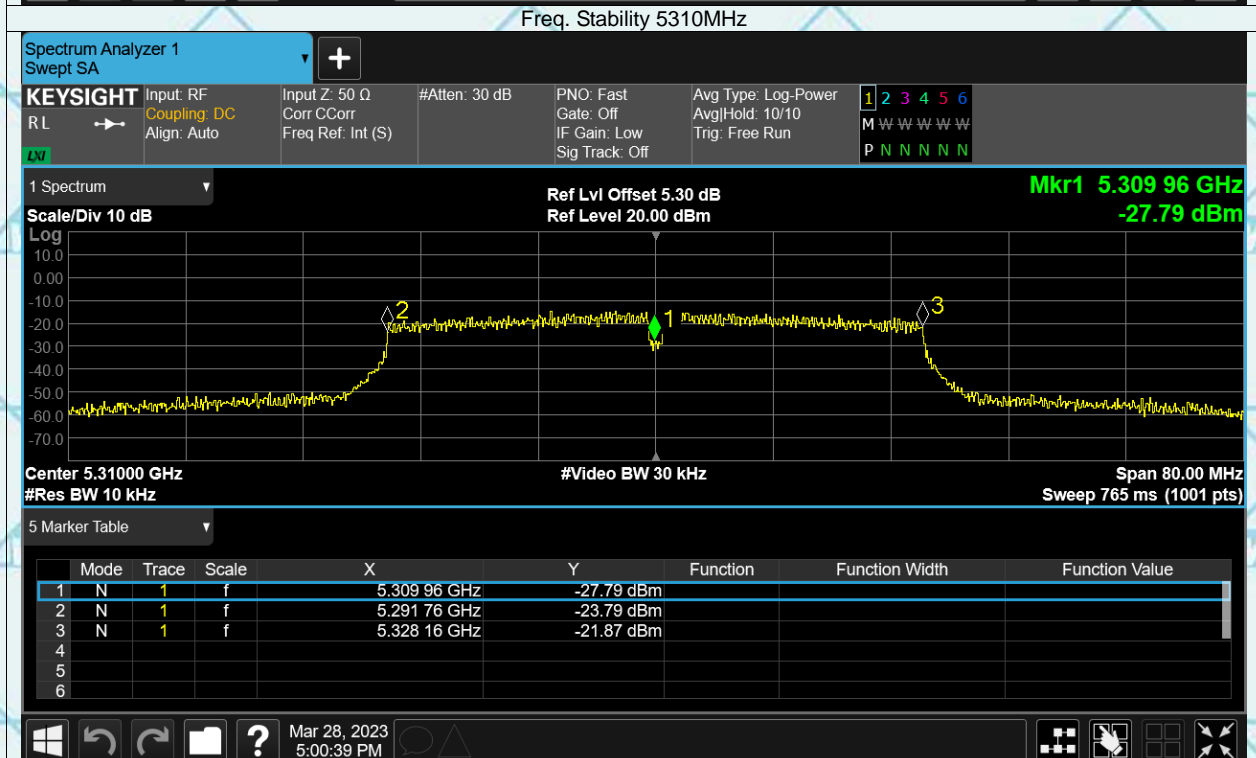 Freq. Stability 5310MHz
Spectrum Analyzer 1
Swept SA
KEYSIGHT
RL
LXI
Input: RF
Coupling: DC
Align: Auto
Input Z: 50 Ω
Corr CCorr
Freq Ref: Int (S)
#Atten: 30 dB
PNO: Fast
Gate: Off
IF Gain: Low
Sig Track: Off
Avg Type: Log-Power
Avg|Hold: 10/10
Trig: Free Run
1 2 3 4 5 6
M W W W W W
P N N N N N
1 Spectrum
Scale/Div 10 dB
Ref Lvl Offset 5.30 dB
Ref Level 20.00 dBm
Mkr1 5.309 96 GHz
-27.79 dBm
Log
10.0
0.00
-10.0
-20.0
-30.0
-40.0
-50.0
-60.0
-70.0
2
1
3
Center 5.31000 GHz
#Video BW 30 kHz
Span 80.00 MHz
#Res BW 10 kHz
Sweep 765 ms (1001 pts)
5 Marker Table
Mode Trace Scale X Y Function Function Width Function Value
1 N 1 f 5.309 96 GHz -27.79 dBm
2 N 1 f 5.291 76 GHz -23.79 dBm
3 N 1 f 5.328 16 GHz -21.87 dBm
4
5
6
?
Mar 28, 2023
5:00:39 PM